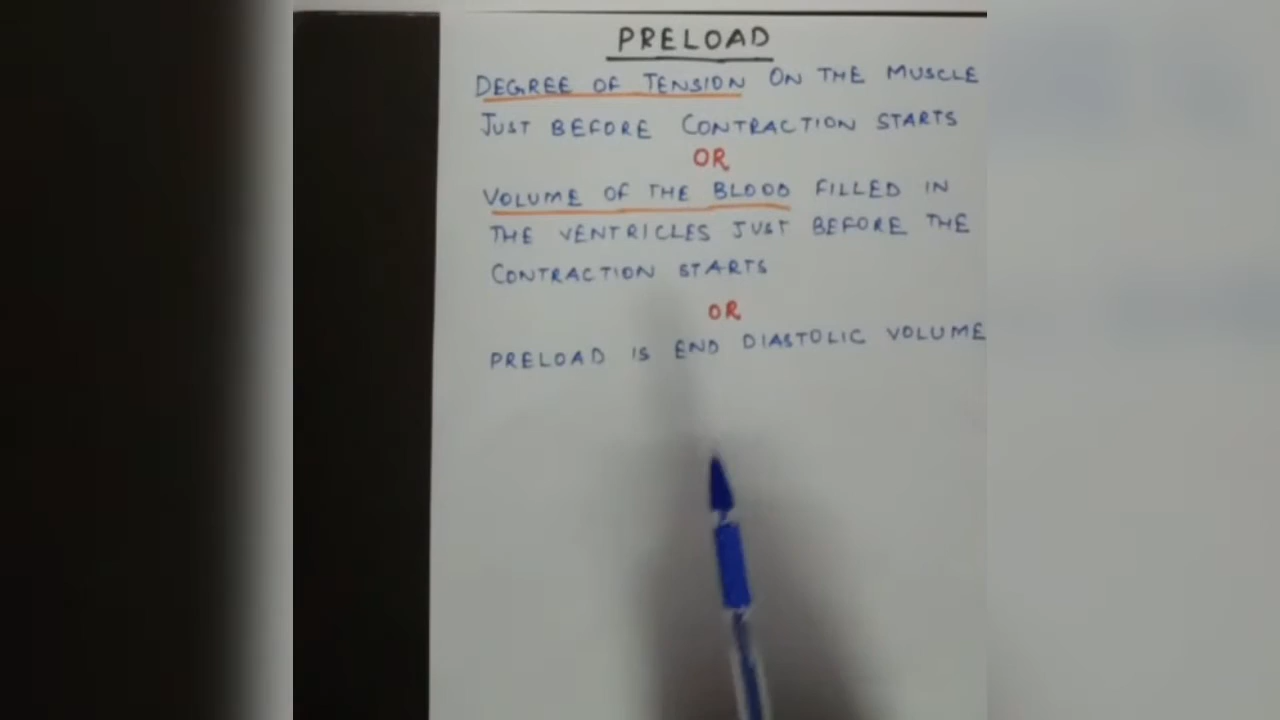 PRELOAD
DEGREE OF TENSION ON THE MUSCLE
JUST BEFORE CONTRACTION STARTS
OR
VOLUME OF THE BLOOD FILLED IN
THE VENTRICLES JUST BEFORE THE
CONTRACTION STARTS
OR
PRELOAD IS END DIASTOLIC VOLUME